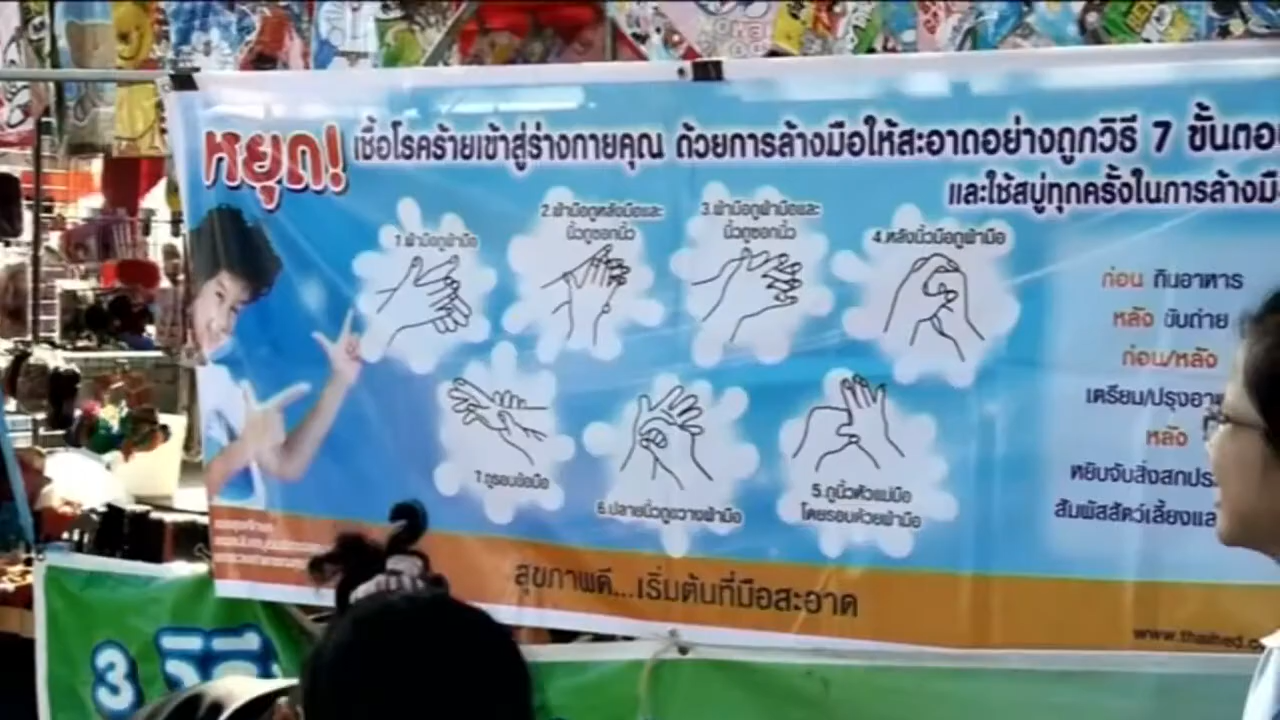 หยุด! เชื้อโรคร้ายเข้าสู่ร่างกายคุณ ด้วยการล้างมือให้สะอาดอย่างถูกวิธี 7 ขั้นตอ
และใช้สบู่ทุกครั้งในการล้างมื
1.ฝ่ามือถูฝ่ามือ
2.ฝ่ามือถูหลังมือและ
นิ้วถูซอกนิ้ว
3.ฝ่ามือถูฝ่ามือและ
นิ้วถูซอกนิ้ว
4.หลังนิ้วมือถูฝ่ามือ
ก่อน กินอาหาร
หลัง ขับถ่าย
ก่อน/หลัง
เตรียม/ปรุงอา
หลัง
หยิบจับสิ่งสกปร
สัมผัสสัตว์เลี้ยงแล
7.ถูรอบข้อมือ
6.ปลายนิ้วถูขวางฝ่ามือ
5.ถูนิ้วหัวแม่มือ
โดยรอบด้วยฝ่ามือ
สุขภาพดี...เริ่มต้นที่มือสะอาด
3 วิธี